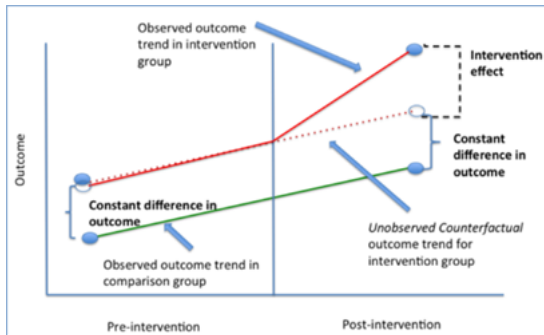 Observed outcome
trend in intervention
group
Intervention
effect
Outcome
Constant difference in
outcome
Constant
difference in
outcome
Observed outcome trend in
comparison group
Unobserved Counterfactual
outcome trend for
intervention group
Pre-intervention
Post-intervention